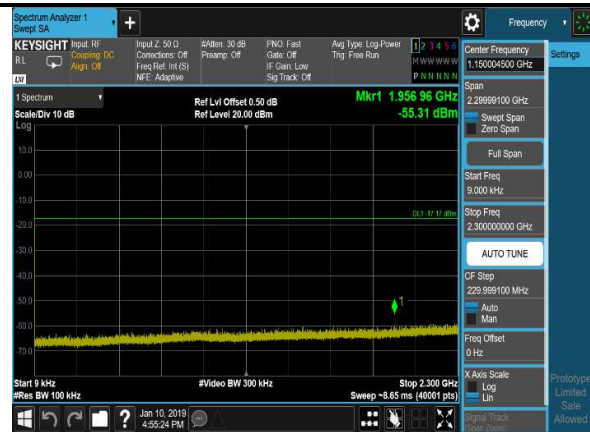 Spectrum Analyzer 1
Swept SA
+
Frequency
KEYSIGHT Input: RF
RL
Coupling: DC
Align: Off
LXI
Input Z: 50 Ω
Corrections: Off
Freq Ref: Int (S)
NFE: Adaptive
#Atten: 30 dB
Preamp: Off
PNO: Fast
Gate: Off
IF Gain: Low
Sig Track: Off
Avg Type: Log-Power
Trig: Free Run
1 2 3 4 5 6
M W W W W W
P N N N N N
1 Spectrum
Scale/Div 10 dB
Log
Ref Lvl Offset 0.50 dB
Ref Level 20.00 dBm
Mkr1 1.956 96 GHz
-55.31 dBm
10.0
0.00
-10.0
-20.0
-30.0
-40.0
-50.0
-60.0
-70.0
DL1 -17.17 dBm
1
Start 9 kHz
#Res BW 100 kHz
#Video BW 300 kHz
Stop 2.300 GHz
Sweep ~8.65 ms (40001 pts)
Center Frequency
1.150004500 GHz
Span
2.29999100 GHz
Swept Span
Zero Span
Full Span
Start Freq
9.000 kHz
Stop Freq
2.300000000 GHz
AUTO TUNE
CF Step
229.999100 MHz
Auto
Man
Freq Offset
0 Hz
X Axis Scale
Log
Lin
Signal Track
(Span Zoom)
Settings
Prototype
Limited
Sale
Allowed
?
Jan 10, 2019
4:55:24 PM